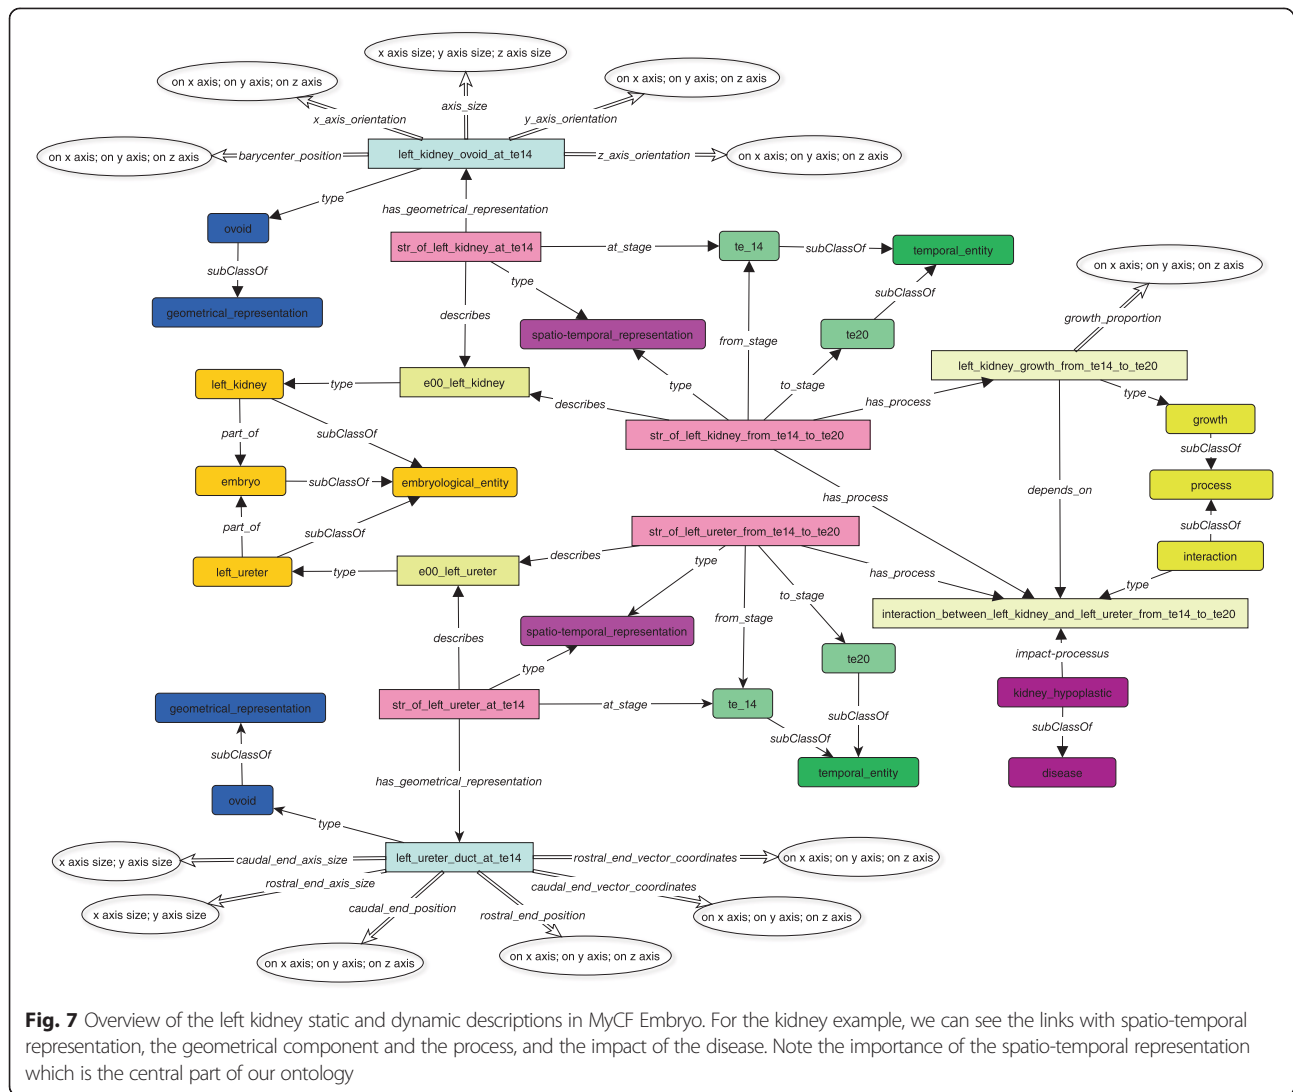 x axis size; y axis size; z axis size
on x axis; on y axis; on z axis
on x axis; on y axis; on z axis
axis_size
x_axis_orientation
y_axis_orientation
on x axis; on y axis; on z axis
barycenter_position
left_kidney_ovoid_at_te14
z_axis_orientation
on x axis; on y axis; on z axis
type
has_geometrical_representation
ovoid
str_of_left_kidney_at_te14
at_stage
te_14
subClassOf
temporal_entity
on x axis; on y axis; on z axis
subClassOf
type
subClassOf
geometrical_representation
describes
growth_proportion
spatio-temporal_representation
from_stage
te20
left_kidney_growth_from_te14_to_te20
left_kidney
type
e00_left_kidney
type
to_stage
has_process
type
describes
growth
part_of
subClassOf
str_of_left_kidney_from_te14_to_te20
subClassOf
embryo
subClassOf
embryological_entity
depends_on
process
has_process
part_of
subClassOf
str_of_left_ureter_from_te14_to_te20
subClassOf
describes
type
interaction
left_ureter
type
e00_left_ureter
has_process
type
to_stage
from_stage
interaction_between_left_kidney_and_left_ureter_from_te14_to_te20
describes
spatio-temporal_representation
impact-processus
te20
type
kidney_hypoplastic
geometrical_representation
str_of_left_ureter_at_te14
at_stage
te_14
subClassOf
subClassOf
subClassOf
subClassOf
has_geometrical_representation
temporal_entity
disease
ovoid
type
x axis size; y axis size
caudal_end_axis_size
left_ureter_duct_at_te14
rostral_end_vector_coordinates
on x axis; on y axis; on z axis
rostral_end_axis_size
caudal_end_vector_coordinates
x axis size; y axis size
caudal_end_position
rostral_end_position
on x axis; on y axis; on z axis
on x axis; on y axis; on z axis
on x axis; on y axis; on z axis
Fig. 7 Overview of the left kidney static and dynamic descriptions in MyCF Embryo. For the kidney example, we can see the links with spatio-temporal
representation, the geometrical component and the process, and the impact of the disease. Note the importance of the spatio-temporal representation
which is the central part of our ontology